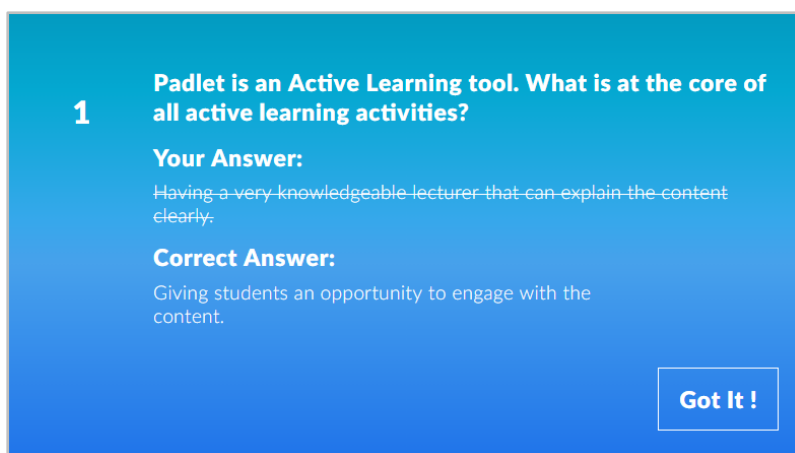 1
Padlet is an Active Learning tool. What is at the core of
all active learning activities?
Your Answer:
Having a very knowledgeable lecturer that can explain the content
clearly.
Correct Answer:
Giving students an opportunity to engage with the
content.
Got It !